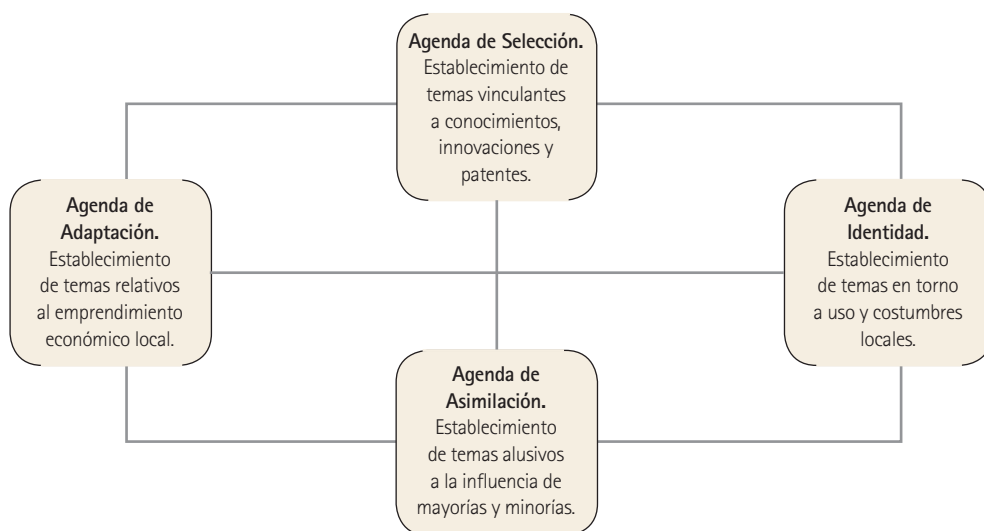 Agenda de Selección.
Establecimiento de
temas vinculantes
a conocimientos,
innovaciones y
patentes.
Agenda de
Adaptación.
Establecimiento
de temas relativos
al emprendimiento
económico local.
Agenda de
Identidad.
Establecimiento
de temas en torno
a uso y costumbres
locales.
Agenda de
Asimilación.
Establecimiento
de temas alusivos
a la influencia de
mayorías y minorías.